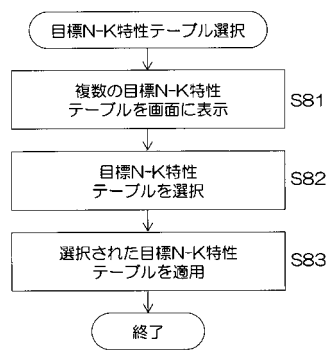 目標N-K特性テーブル選択
複数の目標N-K特性
テーブルを画面に表示
S81
目標N-K特性
テーブルを選択
S82
選択された目標N-K特性
テーブルを適用
S83
終了